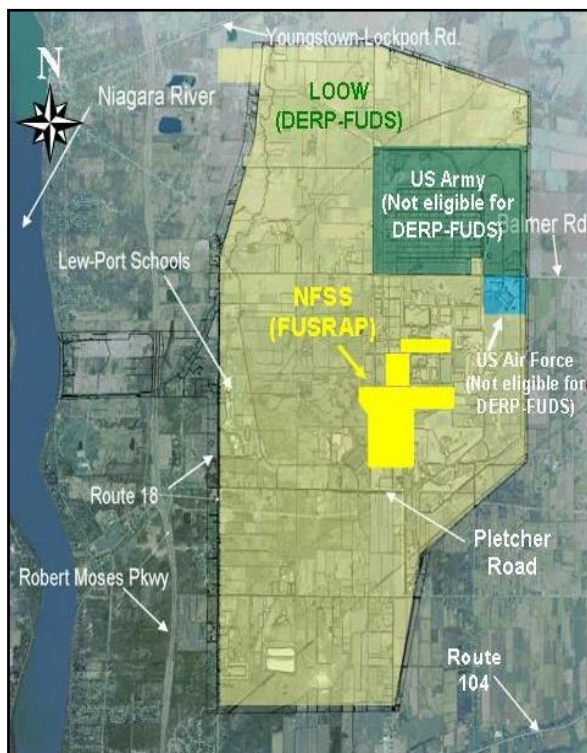 Youngstown-Lockport Rd.
N
Niagara River
LOOW
(DERP-FUDS)
US Army
(Not eligible for
DERP-FUDS)
Balmer Rd
Lew-Port Schools
NFSS
(FUSRAP)
US Air Force
(Not eligible for
DERP-FUDS)
Route 18
Pletcher
Road
Robert Moses Pkwy
Route
104